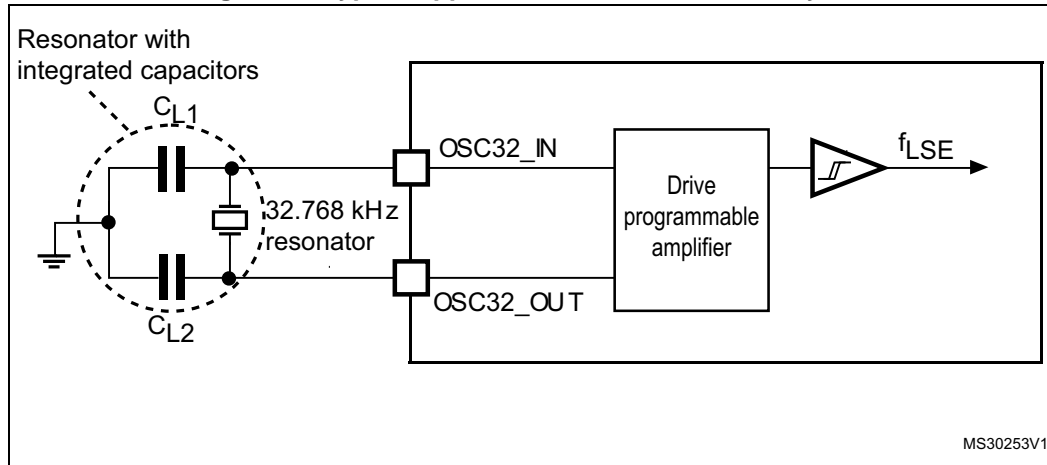 Resonator with
integrated capacitors
CL1
OSC32_IN
fLSE
Drive
programmable
amplifier
32.768 kHz
resonator
OSC32_OUT
CL2
MS30253V1